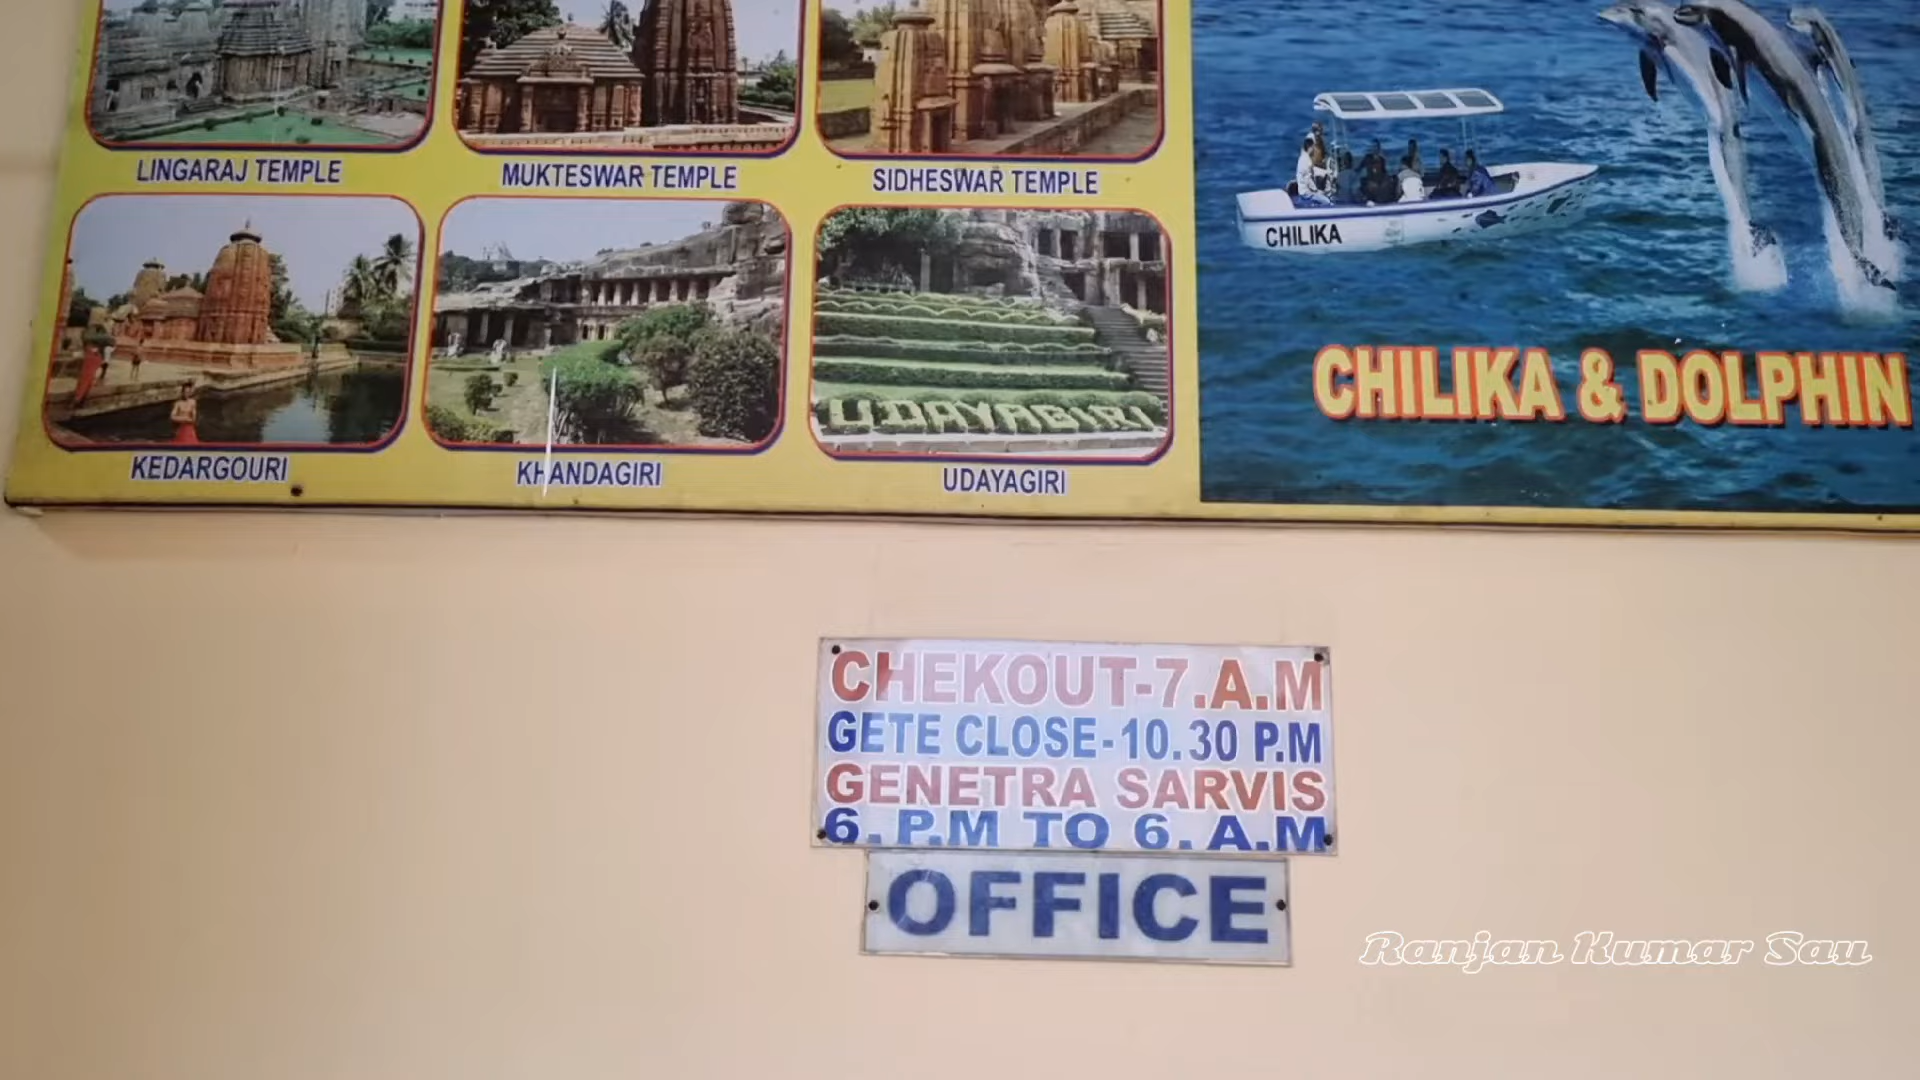 LINGARAJ TEMPLE
MUKTESWAR TEMPLE
SIDHESWAR TEMPLE
CHILIKA
UDAYAGIRI
CHILIKA & DOLPHIN
KEDARGOURI
KHANDAGIRI
UDAYAGIRI
CHEKOUT-7.A.M
GETE CLOSE-10.30 P.M
GENETRA SARVIS
6.P.M TO 6.A.M
OFFICE
Ranjan Kumar Sau